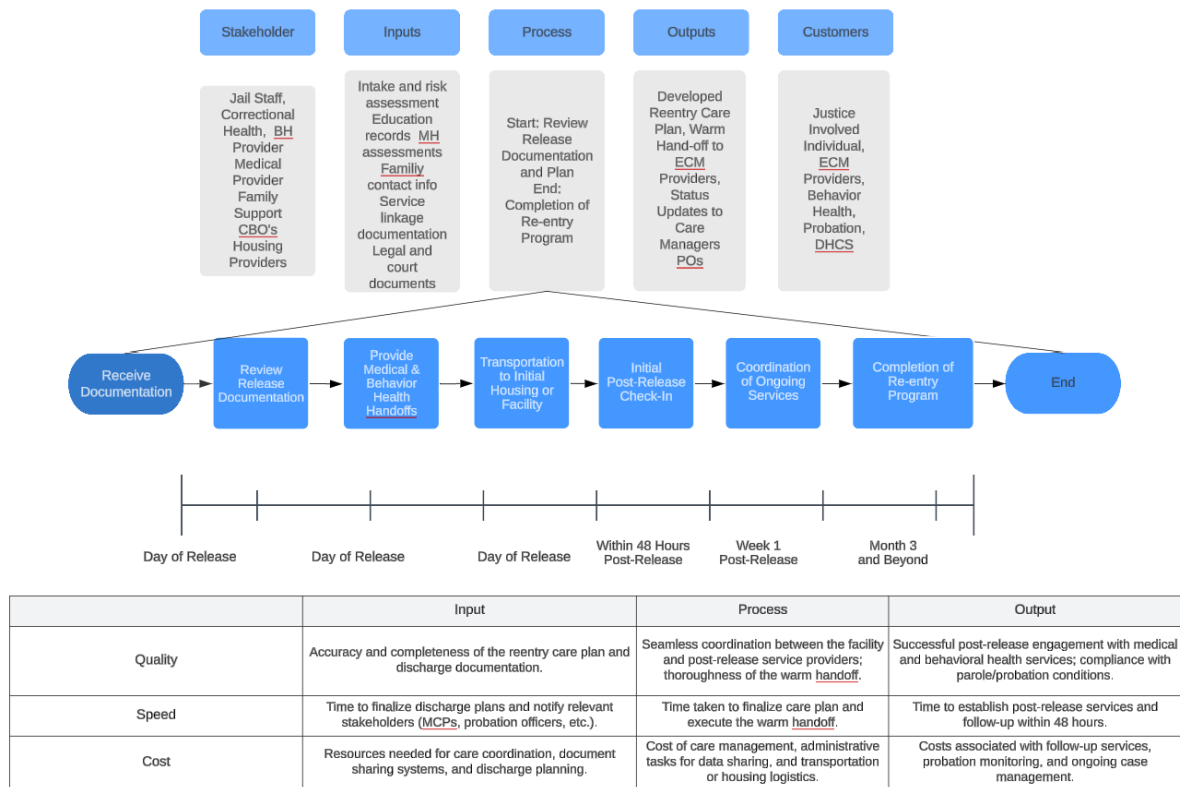 Stakeholder
Inputs
Process
Outputs
Customers
Jail Staff,
Correctional
Health, BH
Provider
Medical
Provider
Family
Support
CBO's
Housing
Providers
Intake and risk
assessment
Education
records MH
assessments
Familiy
contact info
Service
linkage
documentation
Legal and
court
documents
Start: Review
Release
Documentation
and Plan
End:
Completion of
Re-entry
Program
Developed
Reentry Care
Plan, Warm
Hand-off to
ECM
Providers,
Status
Updates to
Care
Managers
POs
Justice
Involved
Individual,
ECM
Providers,
Behavior
Health,
Probation,
DHCS
Receive
Documentation
Review
Release
Documentation
Provide
Medical &
Behavior
Health
Handoffs
Transportation
to Initial
Housing or
Facility
Initial
Post-Release
Check-In
Coordination
of Ongoing
Services
Completion of
Re-entry
Program
End
Day of Release
Day of Release
Day of Release
Within 48 Hours
Post-Release
Week 1
Post-Release
Month 3
and Beyond
Input
Process
Output
Quality
Accuracy and completeness of the reentry care plan and
discharge documentation.
Seamless coordination between the facility
and post-release service providers;
thoroughness of the warm handoff.
Successful post-release engagement with medical
and behavioral health services; compliance with
parole/probation conditions.
Speed
Time to finalize discharge plans and notify relevant
stakeholders (MCPs, probation officers, etc.).
Time taken to finalize care plan and
execute the warm handoff.
Time to establish post-release services and
follow-up within 48 hours.
Cost
Resources needed for care coordination, document
sharing systems, and discharge planning.
Cost of care management, administrative
tasks for data sharing, and transportation
or housing logistics.
Costs associated with follow-up services,
probation monitoring, and ongoing case
management.